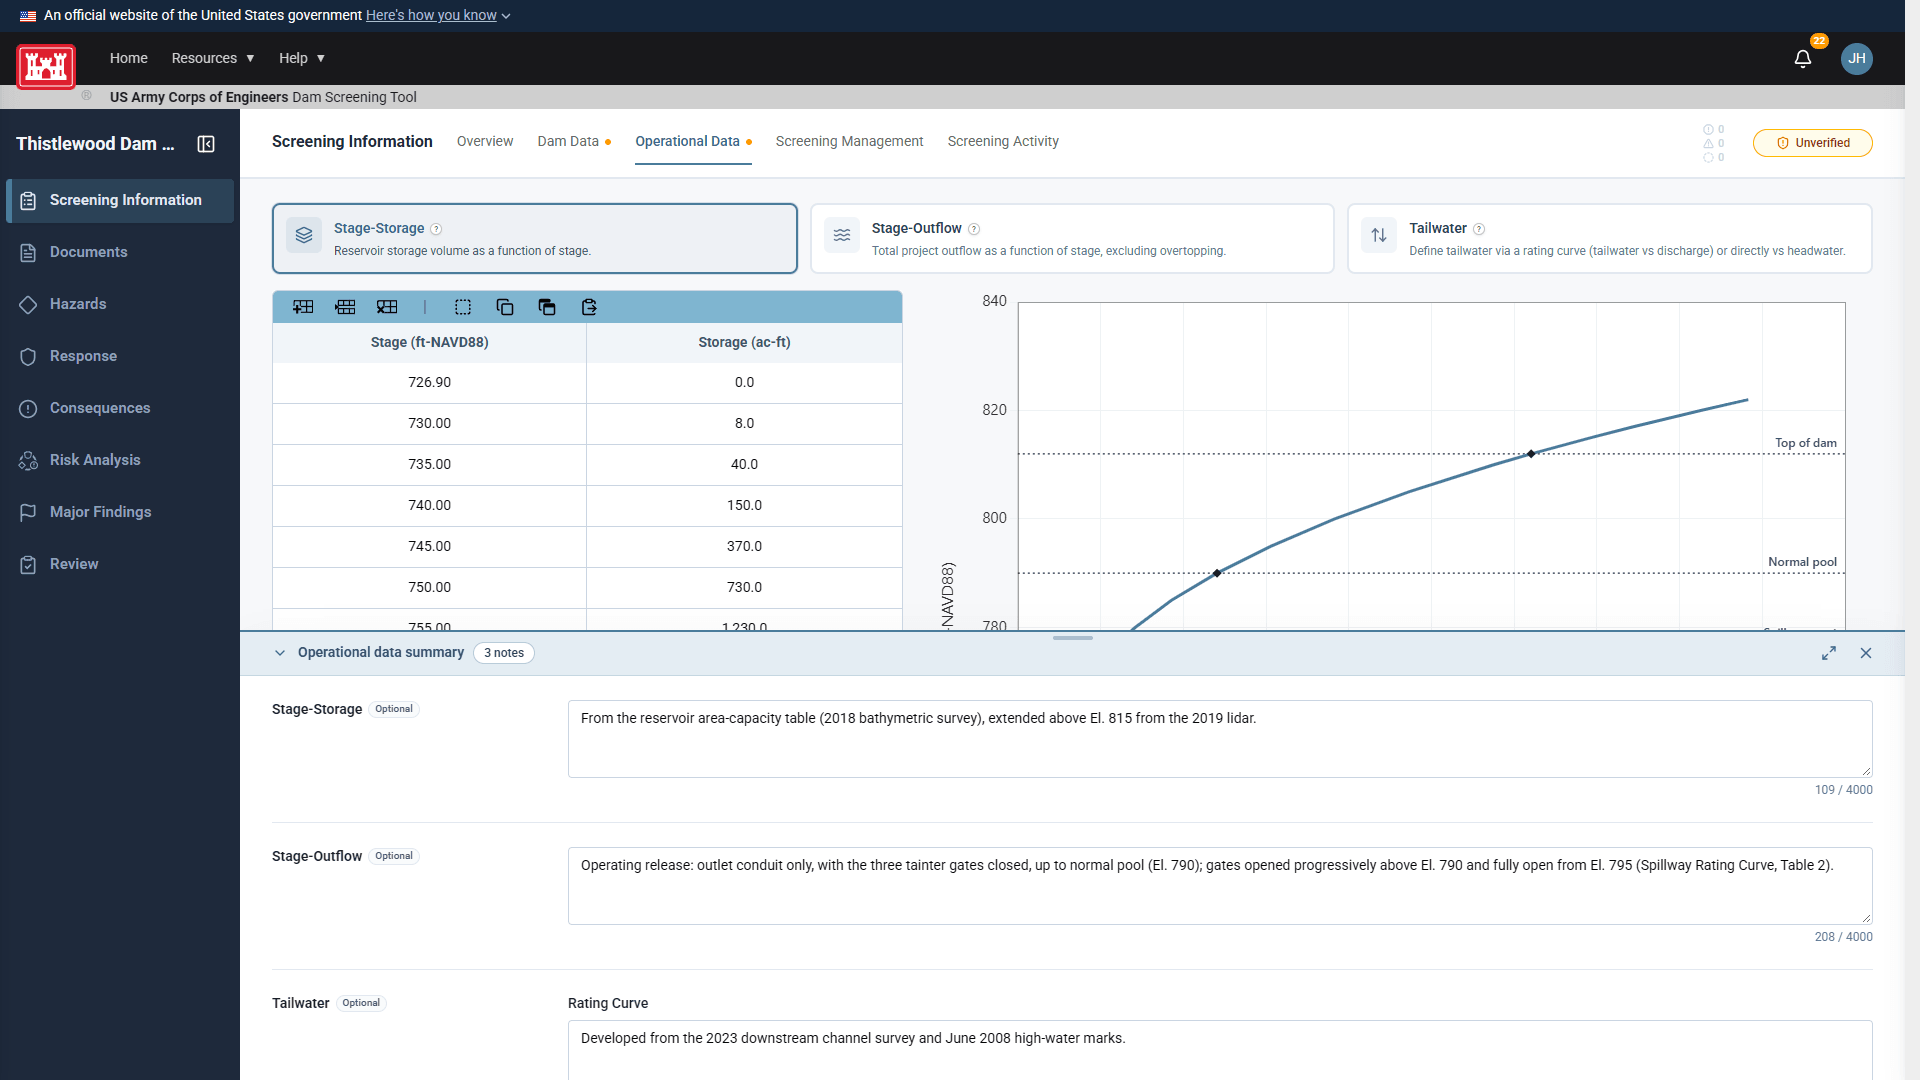 An official website of the United States government Here's how you know
Home Resources Help
22
JH
® US Army Corps of Engineers Dam Screening Tool
Thistlewood Dam ...
Screening Information
Documents
Hazards
Response
Consequences
Risk Analysis
Major Findings
Review
Screening Information Overview Dam Data Operational Data Screening Management Screening Activity
0
0
0
Unverified
Stage-Storage ?
Reservoir storage volume as a function of stage.
Stage-Outflow ?
Total project outflow as a function of stage, excluding overtopping.
Tailwater ?
Define tailwater via a rating curve (tailwater vs discharge) or directly vs headwater.
Stage (ft-NAVD88) Storage (ac-ft)
726.90 0.0
730.00 8.0
735.00 40.0
740.00 150.0
745.00 370.0
750.00 730.0
755.00 1,230.0
840
820
800
780
-NAVD88)
Top of dam
Normal pool
Operational data summary 3 notes
Stage-Storage Optional
From the reservoir area-capacity table (2018 bathymetric survey), extended above El. 815 from the 2019 lidar.
109 / 4000
Stage-Outflow Optional
Operating release: outlet conduit only, with the three tainter gates closed, up to normal pool (El. 790); gates opened progressively above El. 790 and fully open from El. 795 (Spillway Rating Curve, Table 2).
208 / 4000
Tailwater Optional
Rating Curve
Developed from the 2023 downstream channel survey and June 2008 high-water marks.